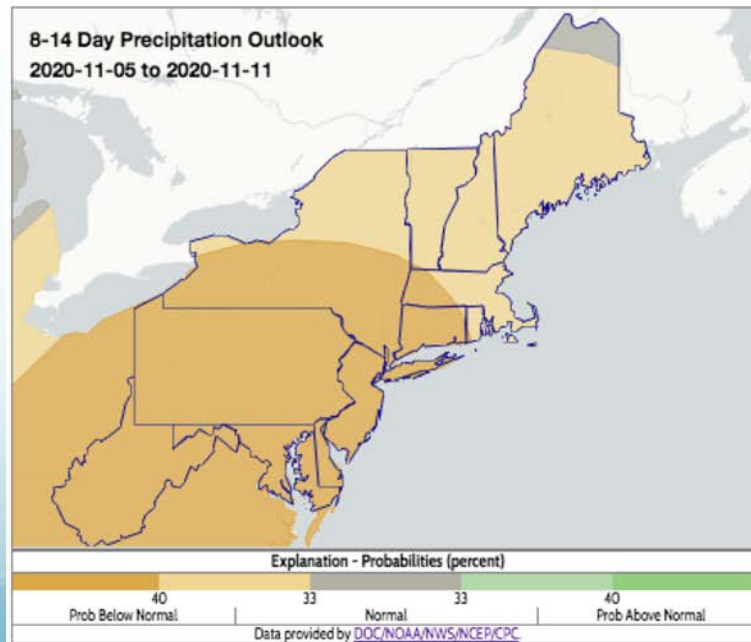 8-14 Day Precipitation Outlook
2020-11-05 to 2020-11-11
Explanation - Probabilities (percent)
40 33 33 40
Prob Below Normal Normal Prob Above Normal
Data provided by DOC/NOAA/NWS/NCEP/CPC